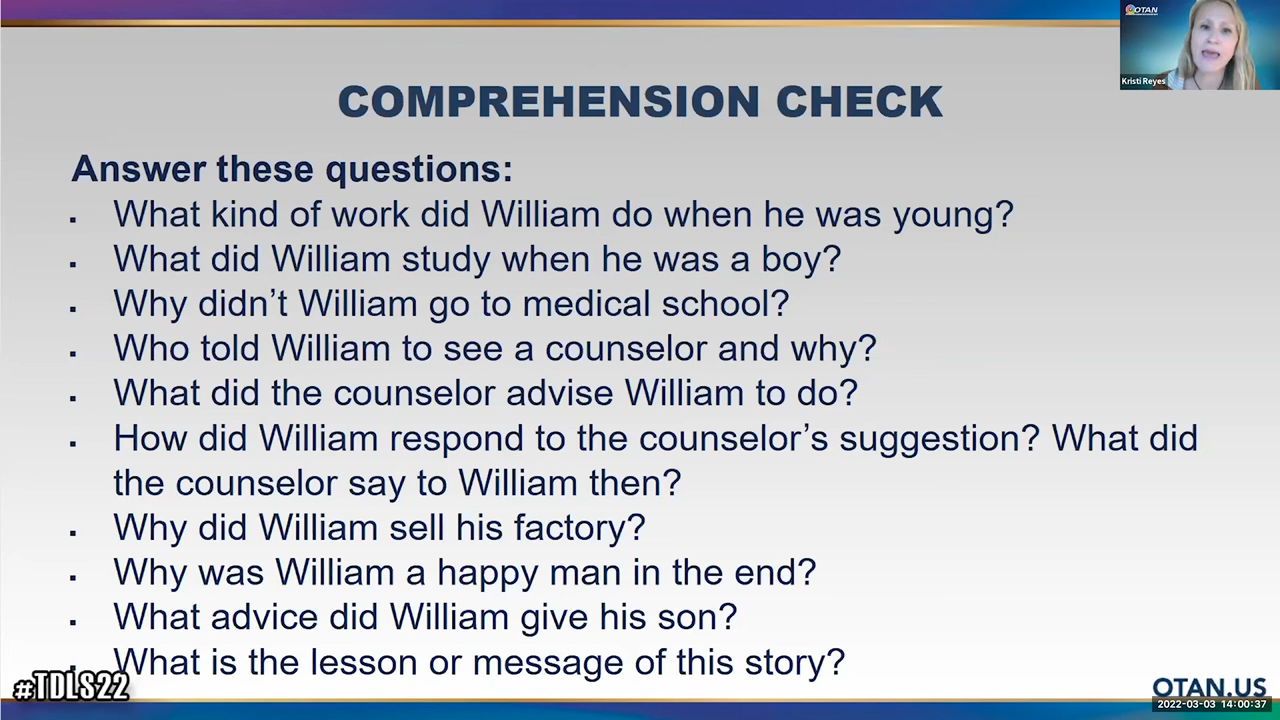 OTAN
Kristi Reyes
COMPREHENSION CHECK
Answer these questions:
▪ What kind of work did William do when he was young?
▪ What did William study when he was a boy?
▪ Why didn’t William go to medical school?
▪ Who told William to see a counselor and why?
▪ What did the counselor advise William to do?
▪ How did William respond to the counselor’s suggestion? What did
the counselor say to William then?
▪ Why did William sell his factory?
▪ Why was William a happy man in the end?
▪ What advice did William give his son?
▪ What is the lesson or message of this story?
#TDLS22
OTAN.US
2022-03-03 14:00:37